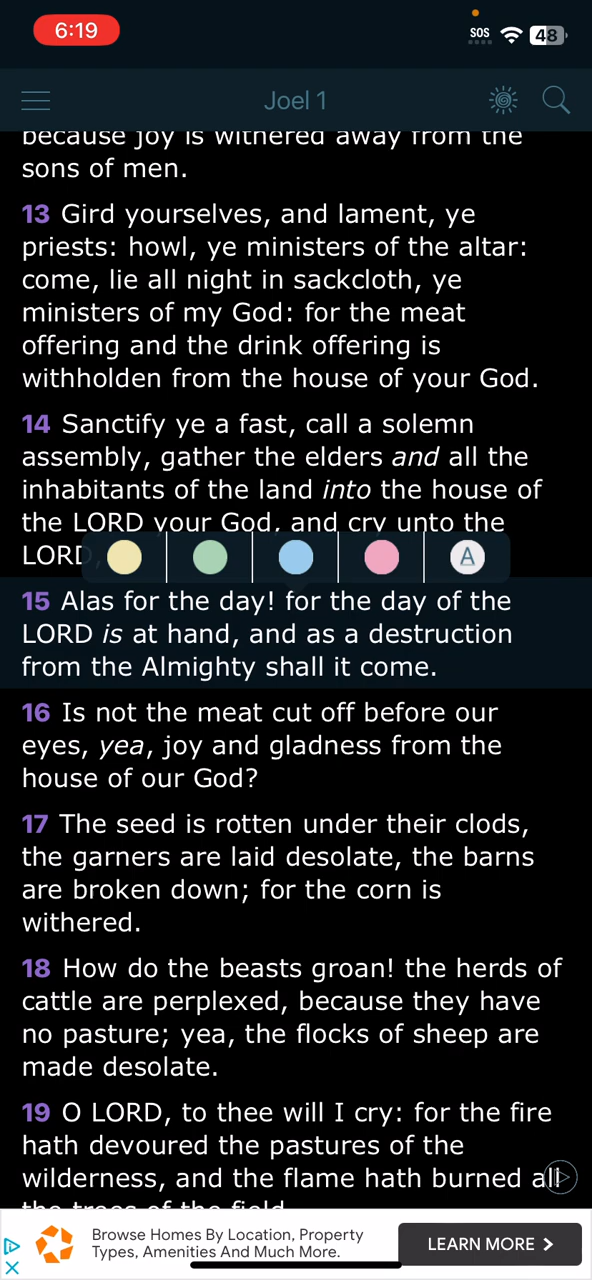 6:19
SOS
48
Joel 1
because joy is withered away from the
sons of men.
13 Gird yourselves, and lament, ye
priests: howl, ye ministers of the altar:
come, lie all night in sackcloth, ye
ministers of my God: for the meat
offering and the drink offering is
withholden from the house of your God.
14 Sanctify ye a fast, call a solemn
assembly, gather the elders and all the
inhabitants of the land into the house of
the LORD your God, and cry unto the
LORD,
A
15 Alas for the day! for the day of the
LORD is at hand, and as a destruction
from the Almighty shall it come.
16 Is not the meat cut off before our
eyes, yea, joy and gladness from the
house of our God?
17 The seed is rotten under their clods,
the garners are laid desolate, the barns
are broken down; for the corn is
withered.
18 How do the beasts groan! the herds of
cattle are perplexed, because they have
no pasture; yea, the flocks of sheep are
made desolate.
19 O LORD, to thee will I cry: for the fire
hath devoured the pastures of the
wilderness, and the flame hath burned all
the trees of the field.
Browse Homes By Location, Property
Types, Amenities And Much More.
LEARN MORE